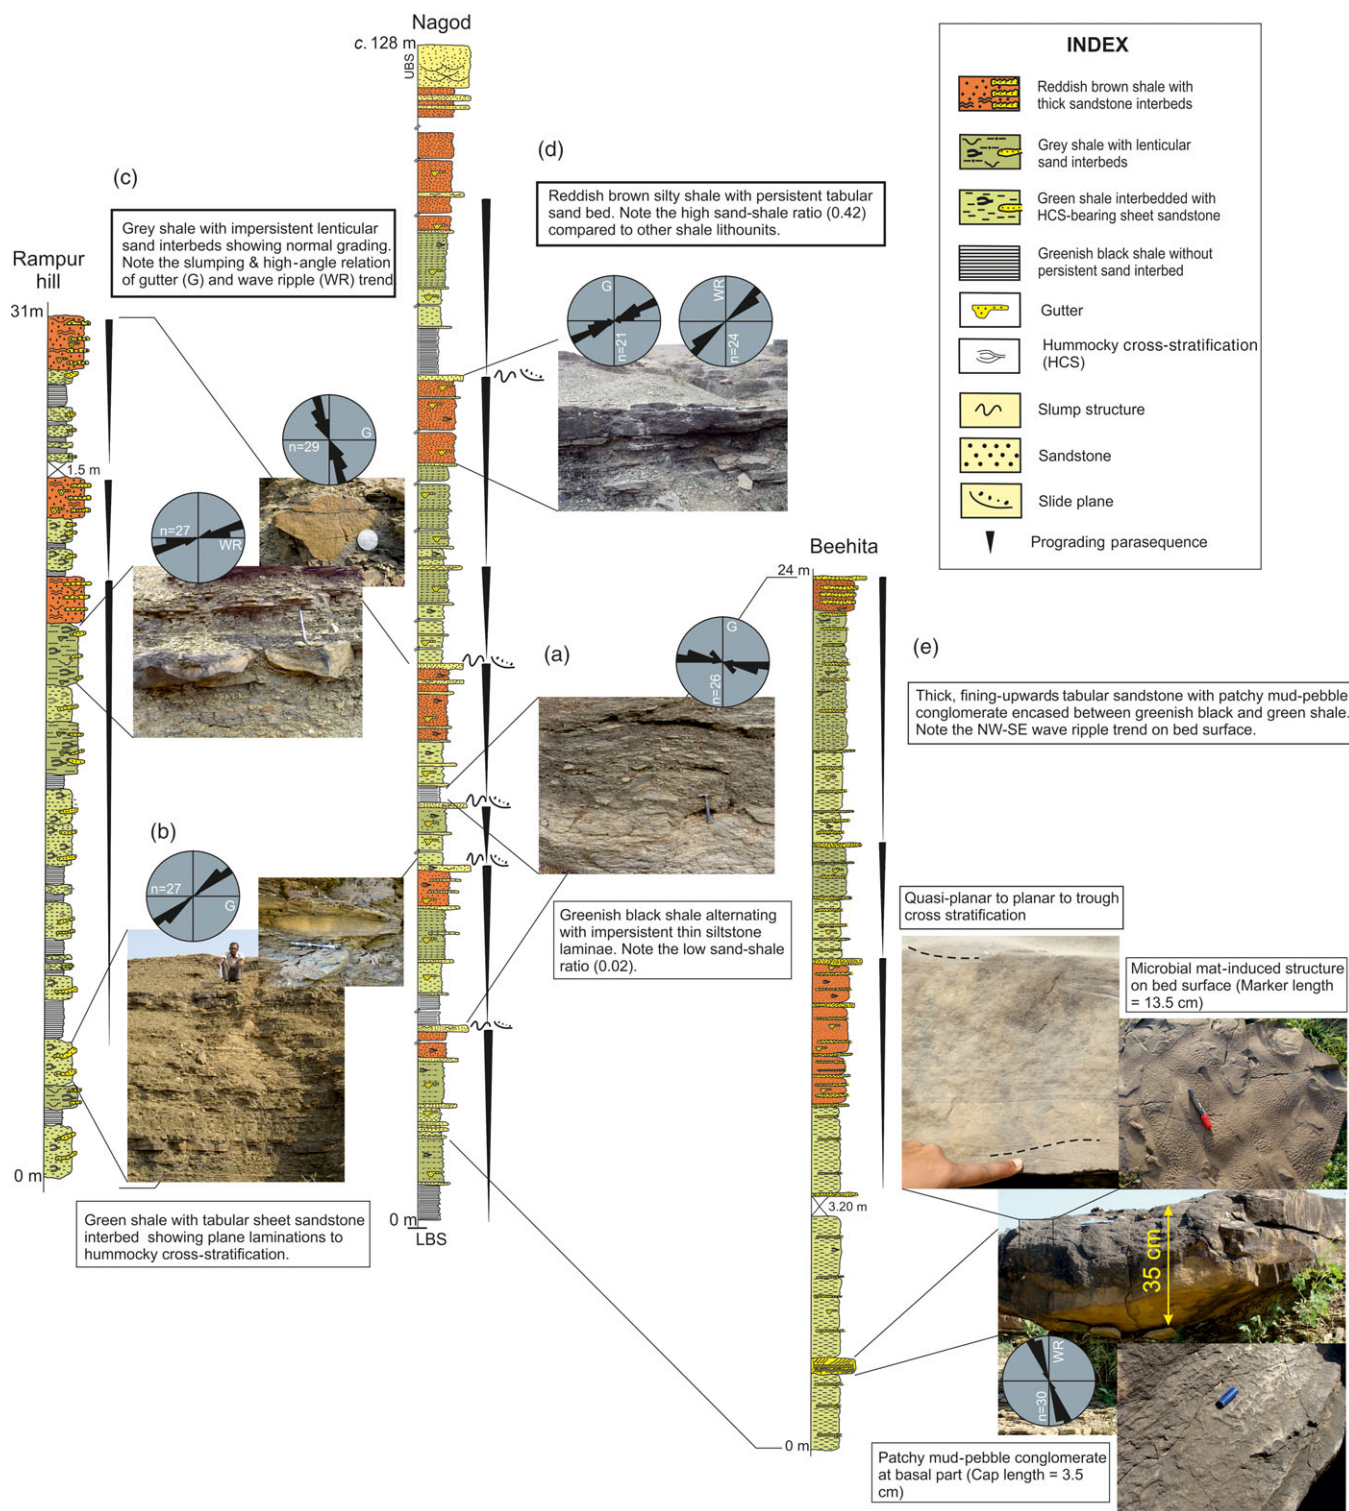 Nagod
c. 128 m
UBS
INDEX
Reddish brown shale with
thick sandstone interbeds
Grey shale with lenticular
sand interbeds
Green shale interbedded with
HCS-bearing sheet sandstone
Greenish black shale without
persistent sand interbed
Gutter
Hummocky cross-stratification
(HCS)
Slump structure
Sandstone
Slide plane
Prograding parasequence
(c)
Grey shale with impersistent lenticular
sand interbeds showing normal grading.
Note the slumping & high-angle relation
of gutter (G) and wave ripple (WR) trend
(d)
Reddish brown silty shale with persistent tabular
sand bed. Note the high sand-shale ratio (0.42)
compared to other shale lithounits.
G
n=21
WR
n=24
Rampur
hill
31m
1.5 m
0 m
n=29
G
n=27
WR
Beehita
24 m
(a)
G
n=26
Greenish black shale alternating
with impersistent thin siltstone
laminae. Note the low sand-shale
ratio (0.02).
(e)
Thick, fining-upwards tabular sandstone with patchy mud-pebble
conglomerate encased between greenish black and green shale.
Note the NW-SE wave ripple trend on bed surface.
(b)
n=27
G
Green shale with tabular sheet sandstone
interbed showing plane laminations to
hummocky cross-stratification.
0 m
LBS
Quasi-planar to planar to trough
cross stratification
Microbial mat-induced structure
on bed surface (Marker length
= 13.5 cm)
3.20 m
35 cm
WR
n=30
0 m
Patchy mud-pebble conglomerate
at basal part (Cap length = 3.5
cm)